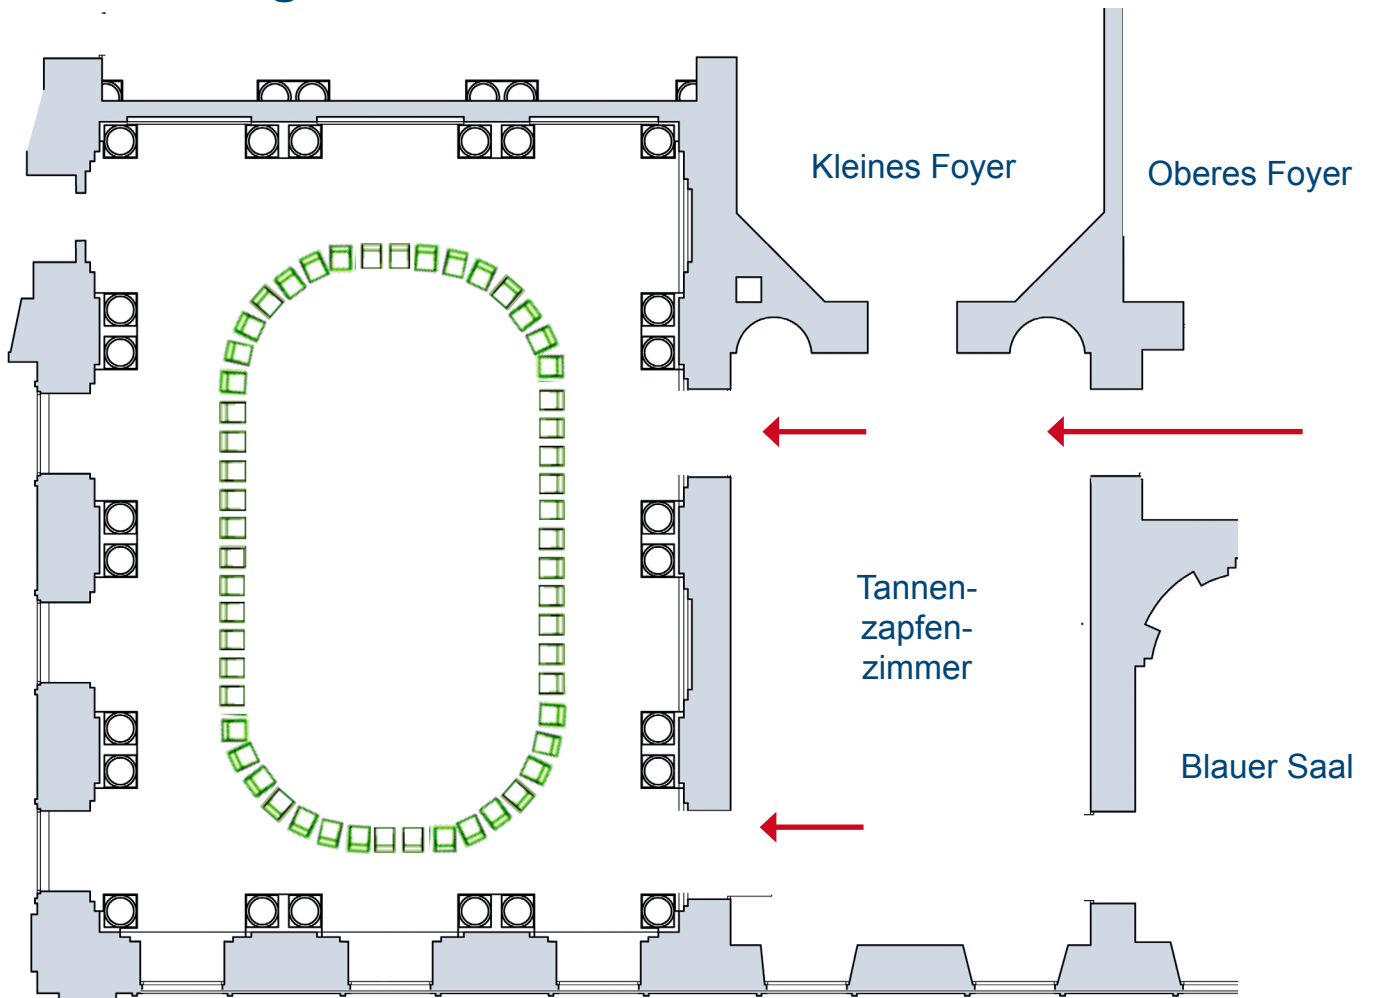 Kleines Foyer
Oberes Foyer
Tannen-
zapfen-
zimmer
Blauer Saal